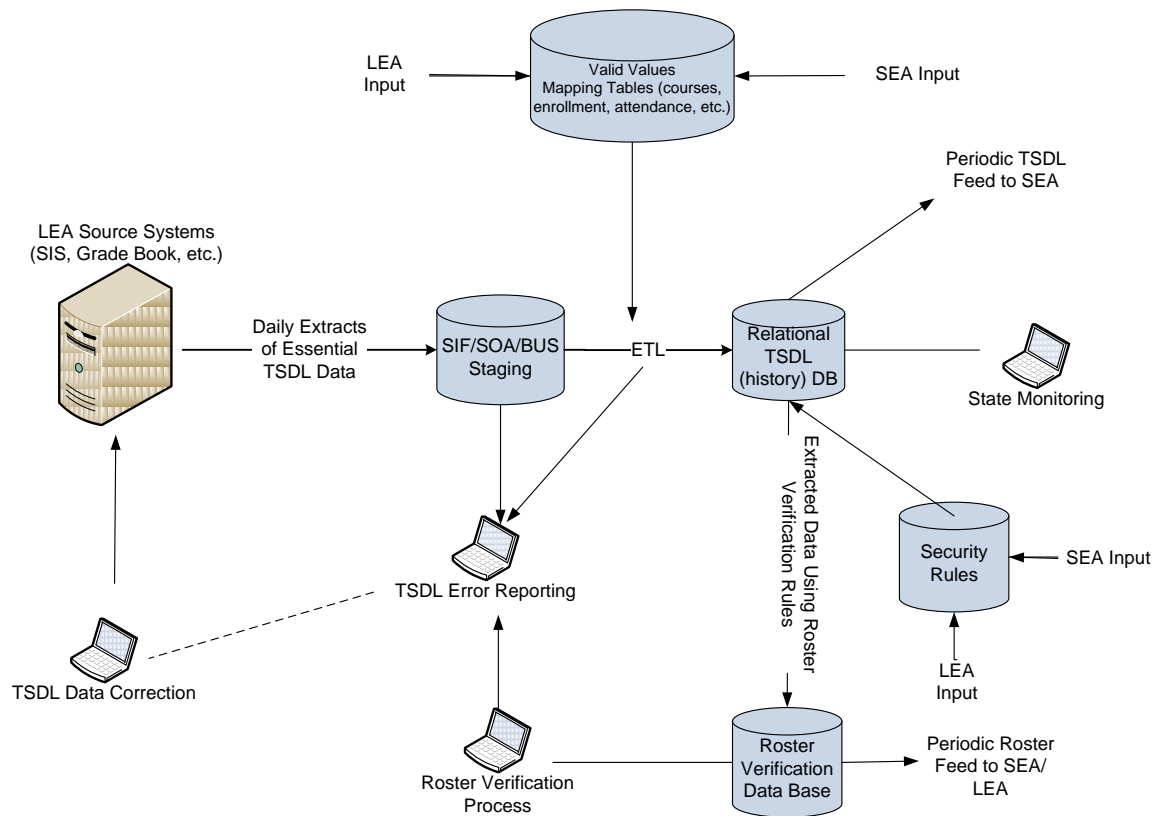 LEA
Input
Valid Values
Mapping Tables (courses,
enrollment, attendance, etc.)
SEA Input
Periodic TSDL
Feed to SEA
LEA Source Systems
(SIS, Grade Book, etc.)
Daily Extracts
of Essential
TSDL Data
SIF/SOA/BUS
Staging
ETL
Relational
TSDL
(history) DB
State Monitoring
Extracted Data Using Roster
Verification Rules
Security
Rules
SEA Input
LEA
Input
TSDL Error Reporting
TSDL Data Correction
Roster Verification
Process
Roster
Verification
Data Base
Periodic Roster
Feed to SEA/
LEA